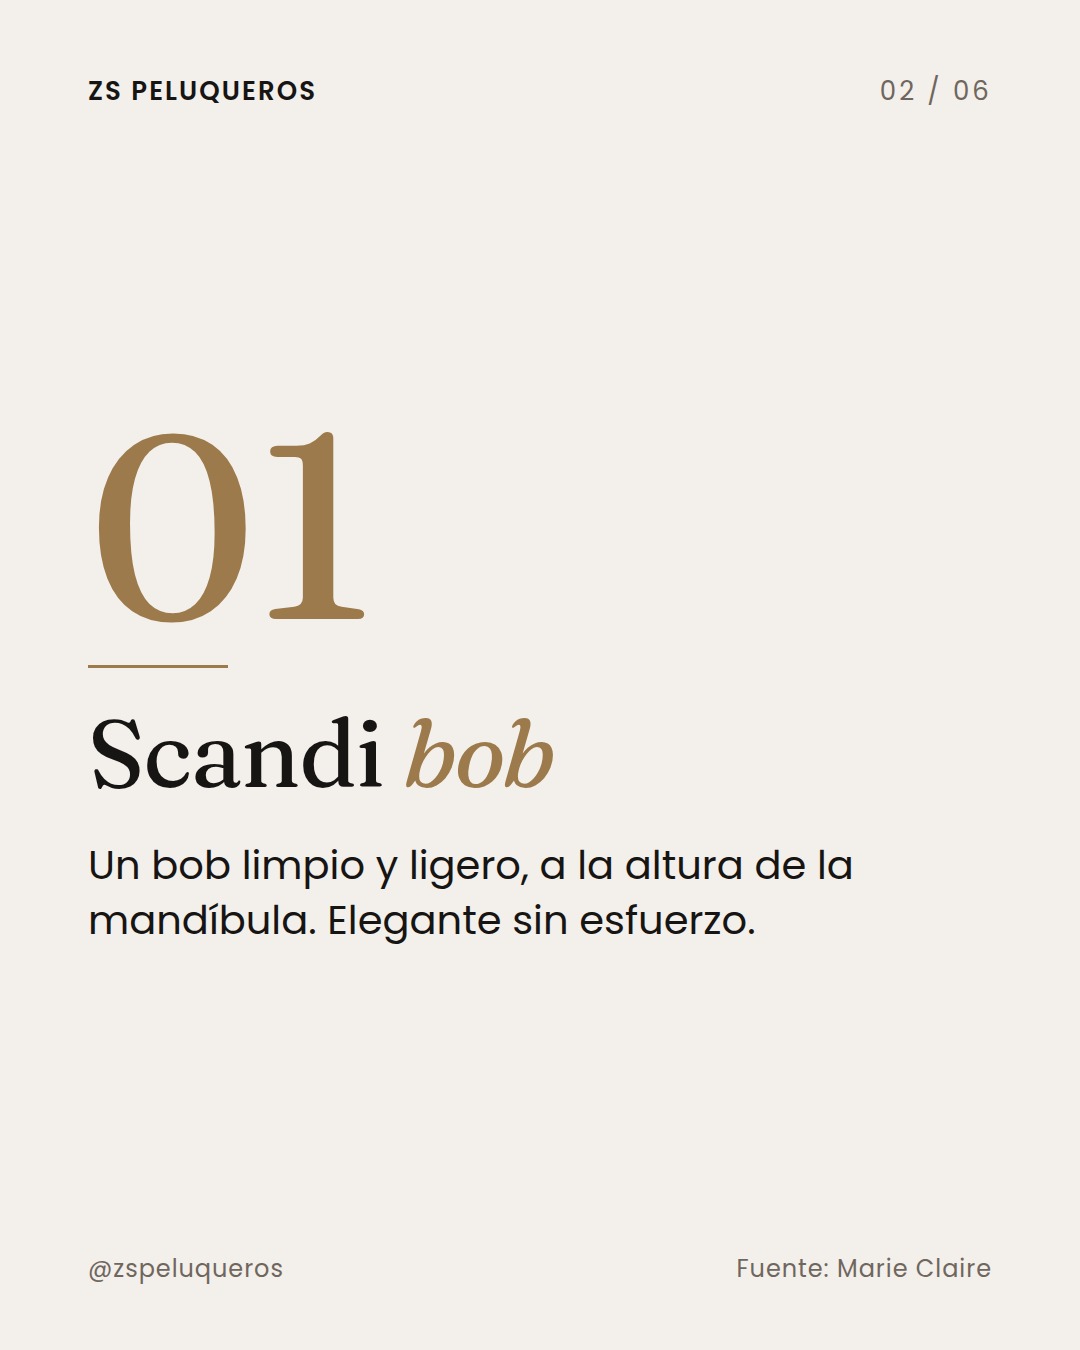 ZS PELUQUEROS
02 / 06
01
Scandi bob
Un bob limpio y ligero, a la altura de la
mandíbula. Elegante sin esfuerzo.
@zspeluqueros
Fuente: Marie Claire